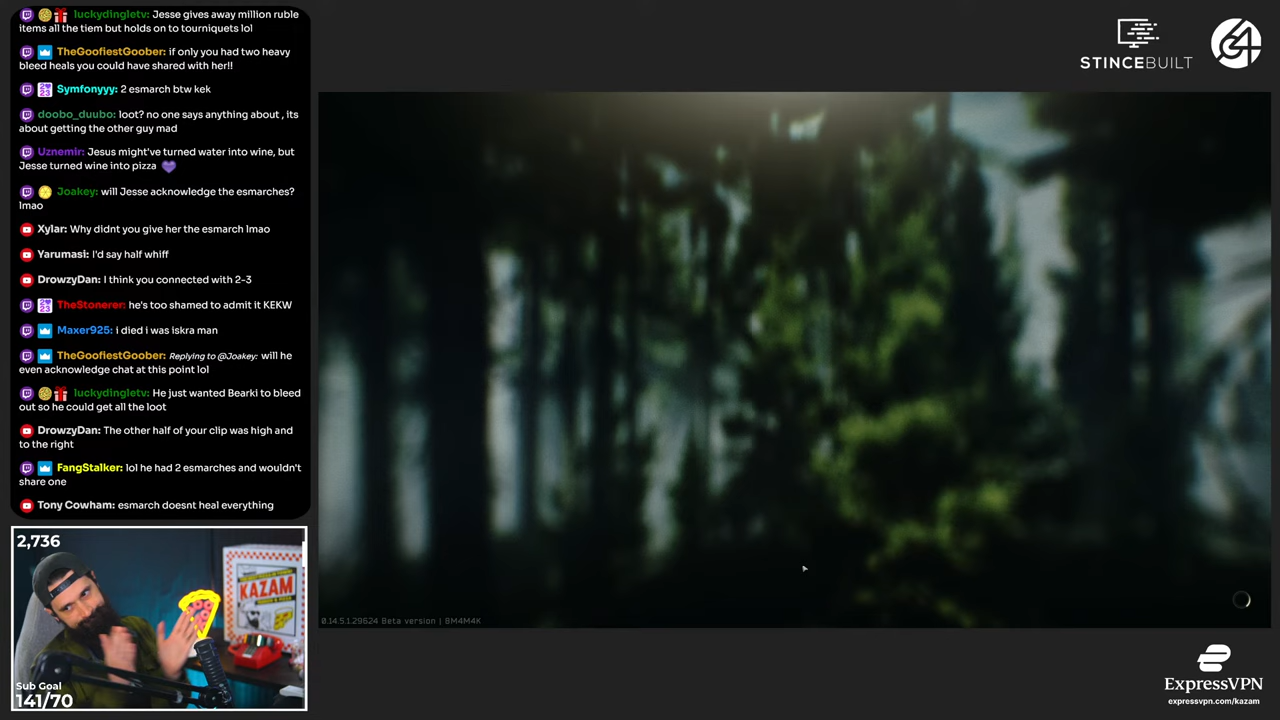 luckydingletv: Jesse gives away million ruble
items all the tiem but holds on to tourniquets lol
TheGoofiestGoober: if only you had two heavy
bleed heals you could have shared with her!!
Symfonyyy: 2 esmarch btw kek
doobo_duubo: loot? no one says anything about , its
about getting the other guy mad
Uznemir: Jesus might've turned water into wine, but
Jesse turned wine into pizza
Joakey: will Jesse acknowledge the esmarches?
lmao
Xylar: Why didnt you give her the esmarch lmao
Yarumasi: I'd say half whiff
DrowzyDan: I think you connected with 2-3
TheStonerer: he's too shamed to admit it KEKW
Maxer925: i died i was iskra man
TheGoofiestGoober: Replying to @Joakey: will he
even acknowledge chat at this point lol
luckydingletv: He just wanted Bearki to bleed
out so he could get all the loot
DrowzyDan: The other half of your clip was high and
to the right
FangStalker: lol he had 2 esmarches and wouldn't
share one
Tony Cowham: esmarch doesnt heal everything
2,736
KAZAM
Sub Goal
141/70
0.14.5.1.29624 Beta version | BM4M4K
STINCEBUILT
G4
ExpressVPN
expressvpn.com/kazam